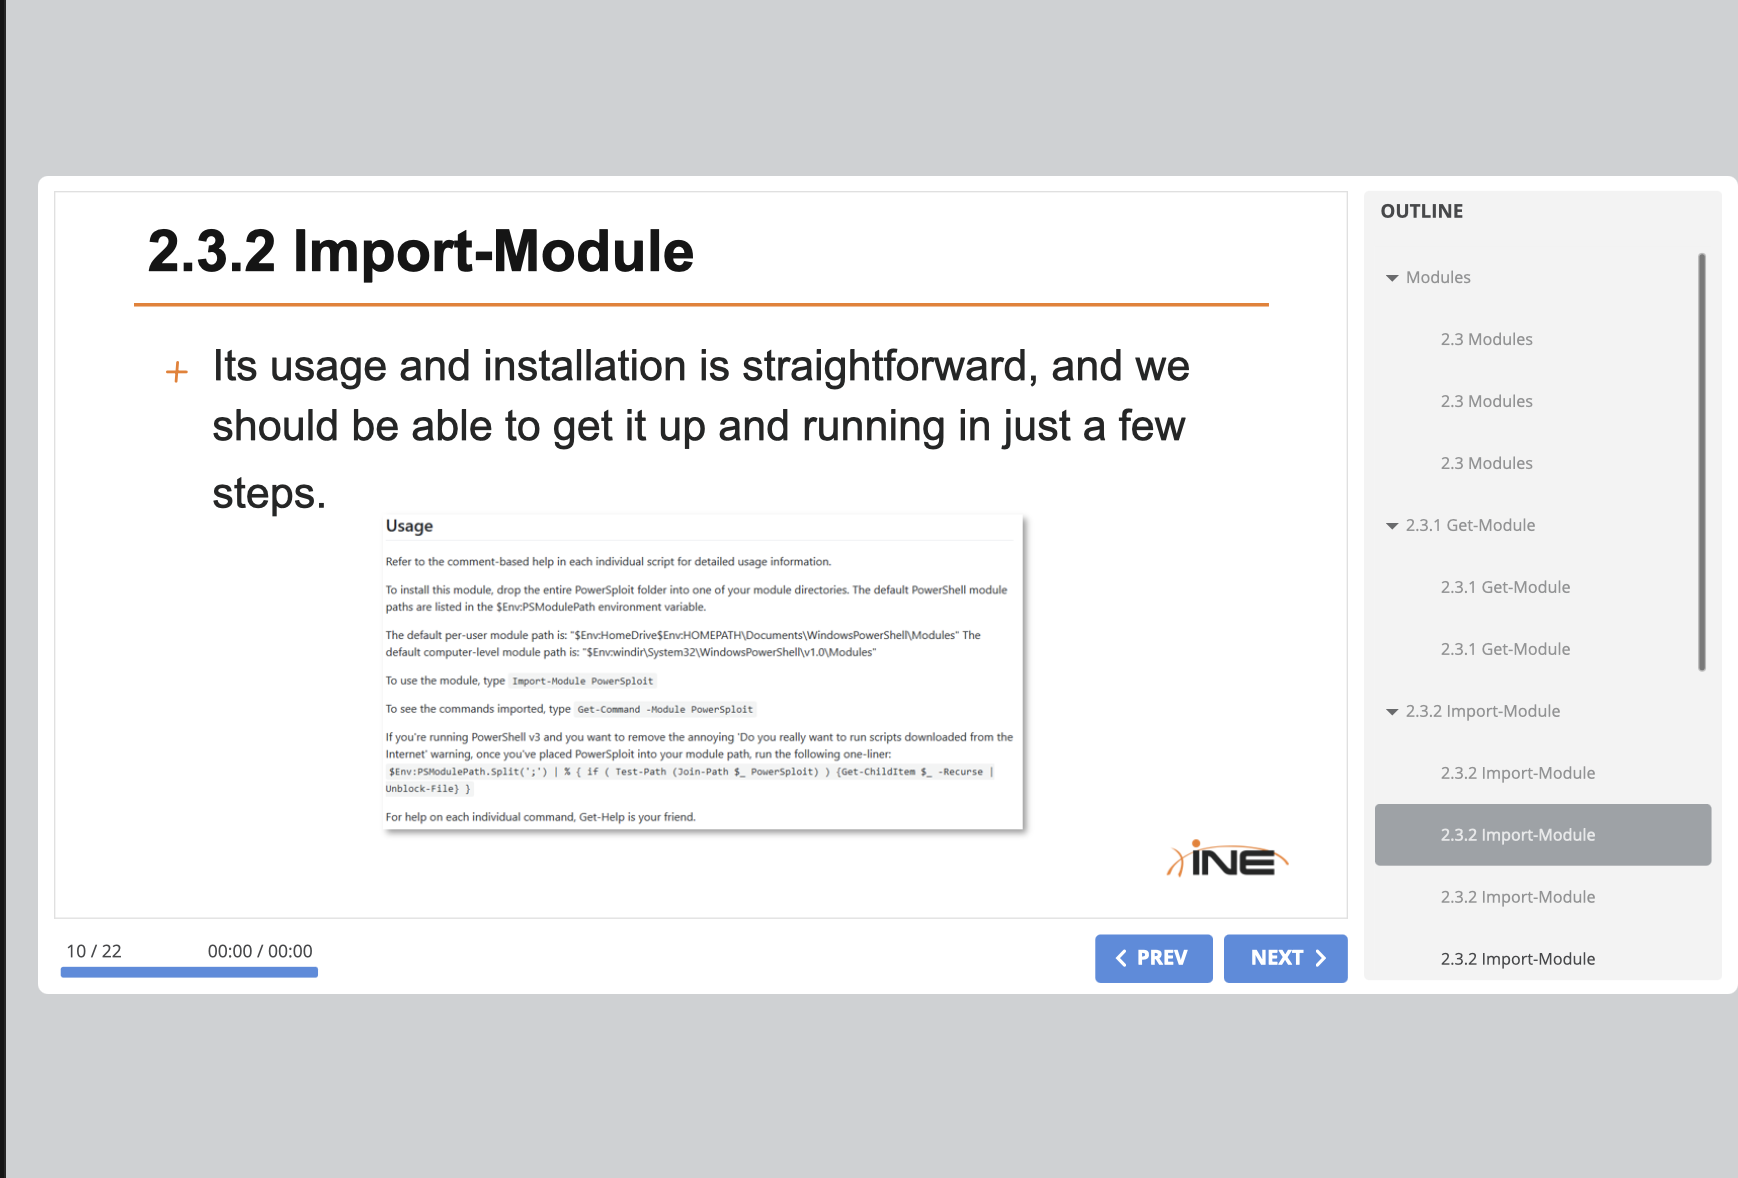 2.3.2 Import-Module
+ Its usage and installation is straightforward, and we
should be able to get it up and running in just a few
steps.
Usage
Refer to the comment-based help in each individual script for detailed usage information.
To install this module, drop the entire PowerSploit folder into one of your module directories. The default PowerShell module
paths are listed in the $Env:PSModulePath environment variable.
The default per-user module path is: "$Env:HomeDrive$Env:HOMEPATH\Documents\WindowsPowerShell\Modules" The
default computer-level module path is: "$Env:windir\System32\WindowsPowerShell\v1.0\Modules"
To use the module, type Import-Module PowerSploit
To see the commands imported, type Get-Command -Module PowerSploit
If you're running PowerShell v3 and you want to remove the annoying 'Do you really want to run scripts downloaded from the
Internet' warning, once you've placed PowerSploit into your module path, run the following one-liner:
$Env:PSModulePath.Split(';') | % { if ( Test-Path (Join-Path $_ PowerSploit) ) {Get-ChildItem $_ -Recurse |
Unblock-File} }
For help on each individual command, Get-Help is your friend.
INE
10 / 22
00:00 / 00:00
PREV
NEXT
OUTLINE
Modules
2.3 Modules
2.3 Modules
2.3 Modules
2.3.1 Get-Module
2.3.1 Get-Module
2.3.1 Get-Module
2.3.2 Import-Module
2.3.2 Import-Module
2.3.2 Import-Module
2.3.2 Import-Module
2.3.2 Import-Module